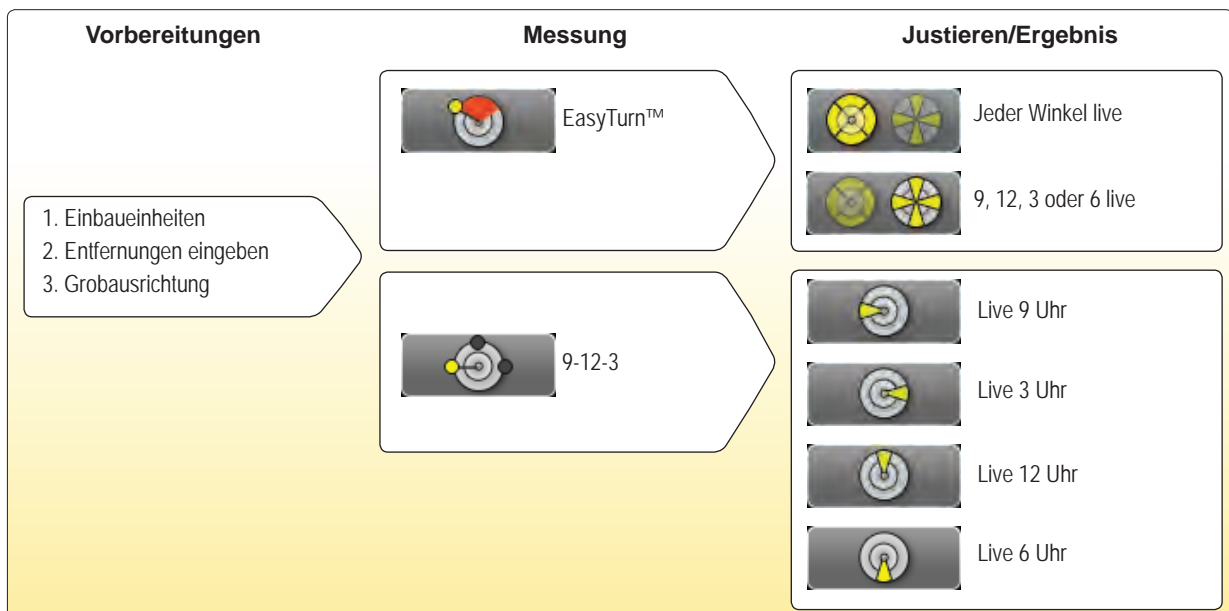 Vorbereitungen
Messung
Justieren/Ergebnis
1. Einbaueinheiten
2. Entfernungen eingeben
3. Grobausrichtung
EasyTurn™
9-12-3
Jeder Winkel live
9, 12, 3 oder 6 live
Live 9 Uhr
Live 3 Uhr
Live 12 Uhr
Live 6 Uhr